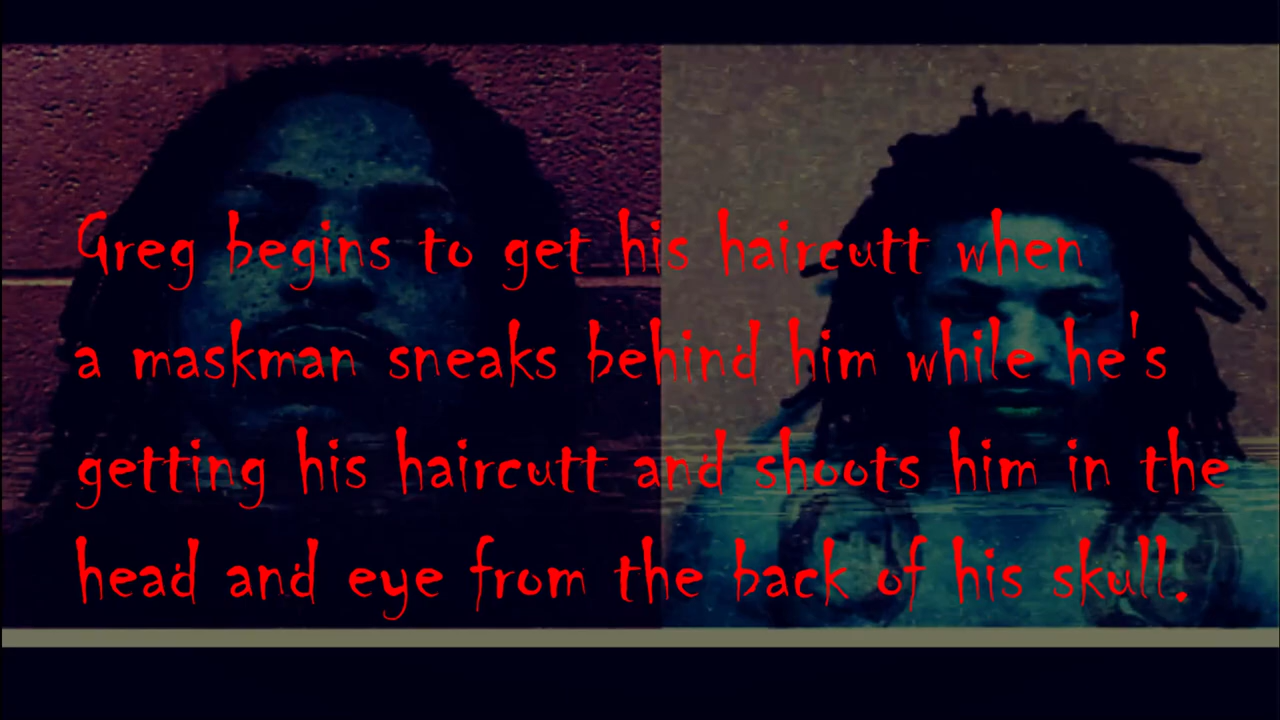 Greg begins to get his haircutt when
a maskman sneaks behind him while he's
getting his haircutt and shoots him in the
head and eye from the back of his skull.